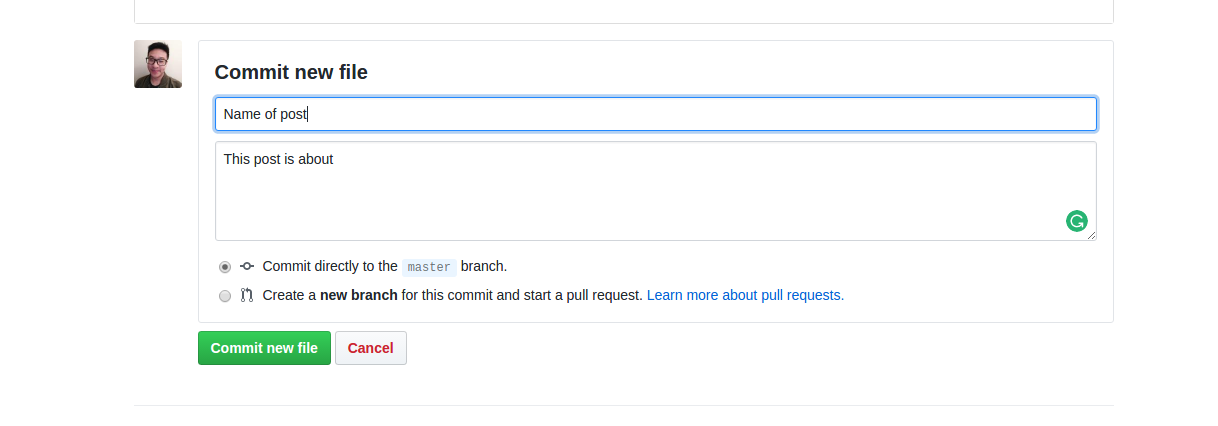 Commit new file
Name of post
This post is about
Commit directly to the master branch.
Create a new branch for this commit and start a pull request. Learn more about pull requests.
Commit new file Cancel